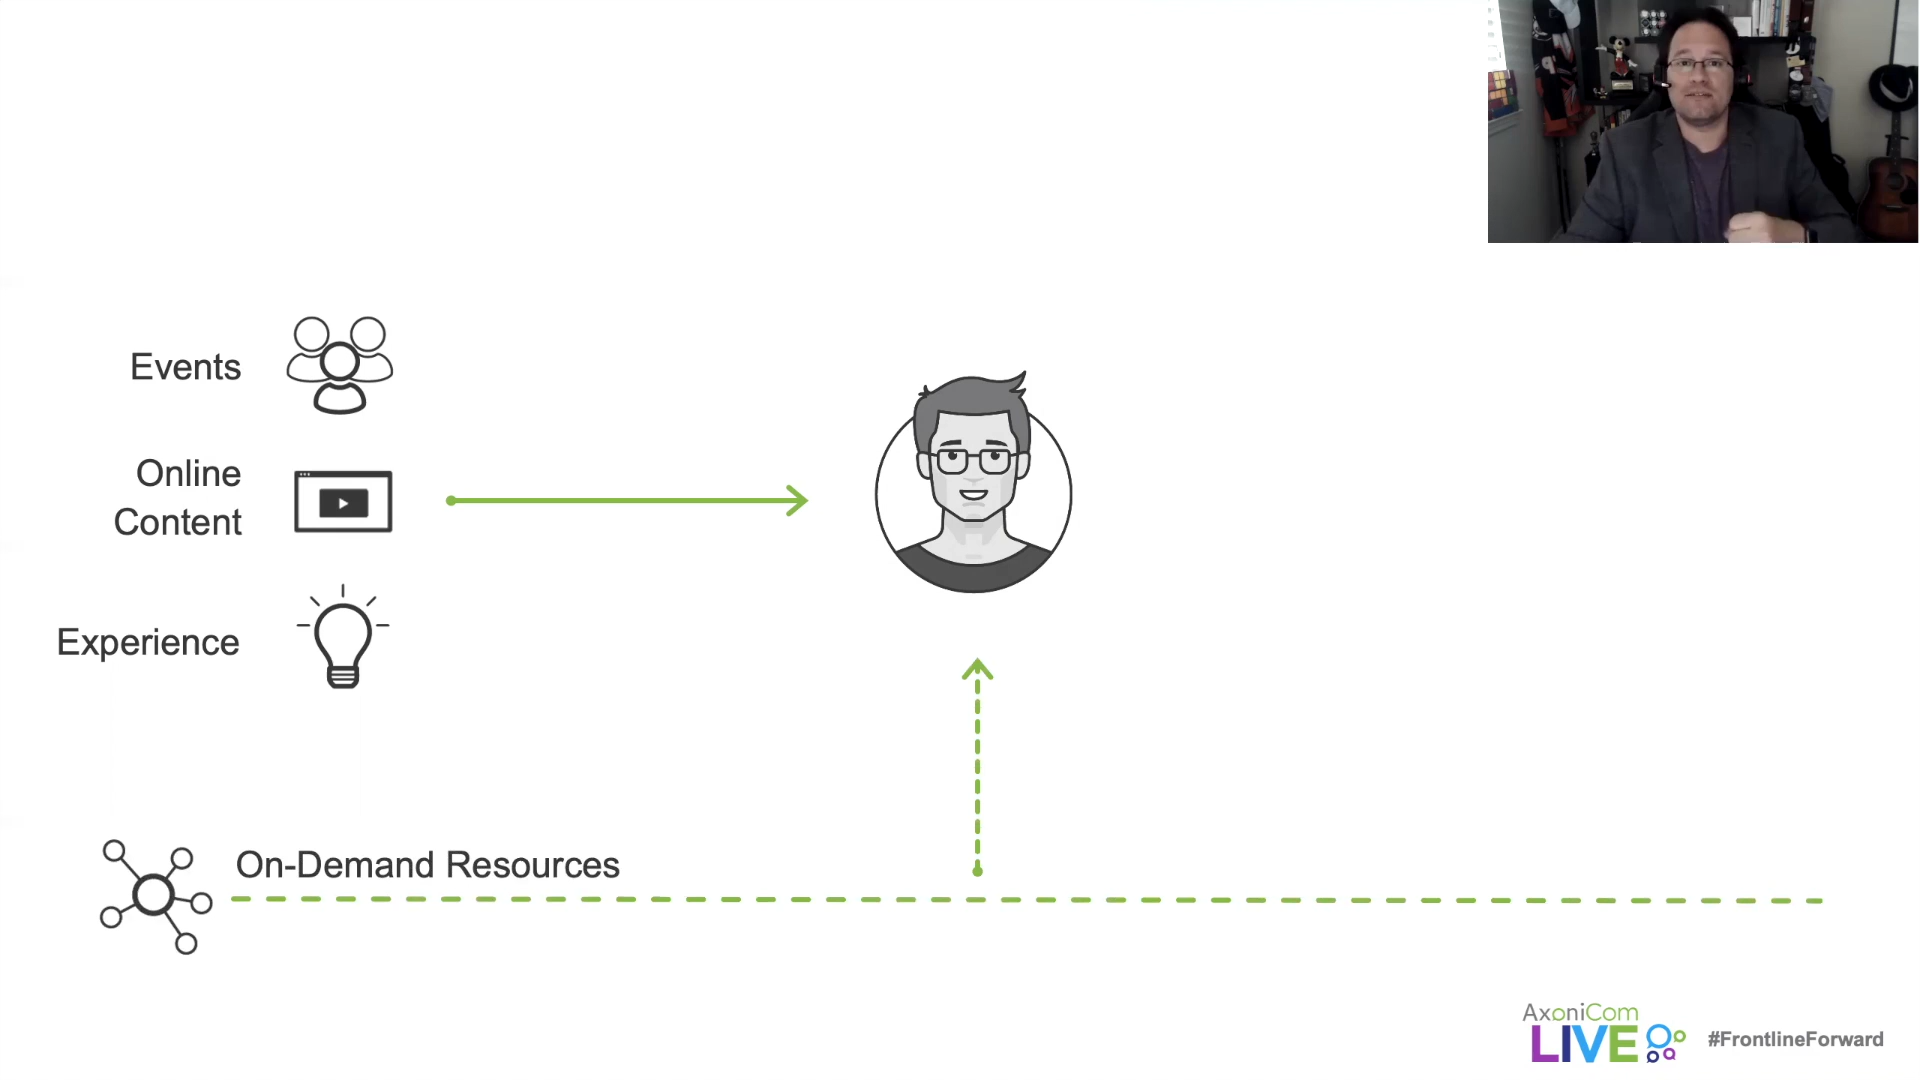 Events
Online
Content
Experience
On-Demand Resources
AxoniCom
LIVE
#FrontlineForward